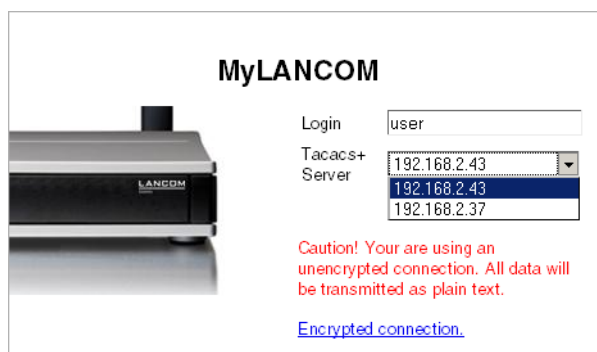 MyLANCOM
Login
user
Tacacs+
Server
192.168.2.43
192.168.2.43
192.168.2.37
LANCOM
Caution! Your are using an
unencrypted connection. All data will
be transmitted as plain text.
Encrypted connection.